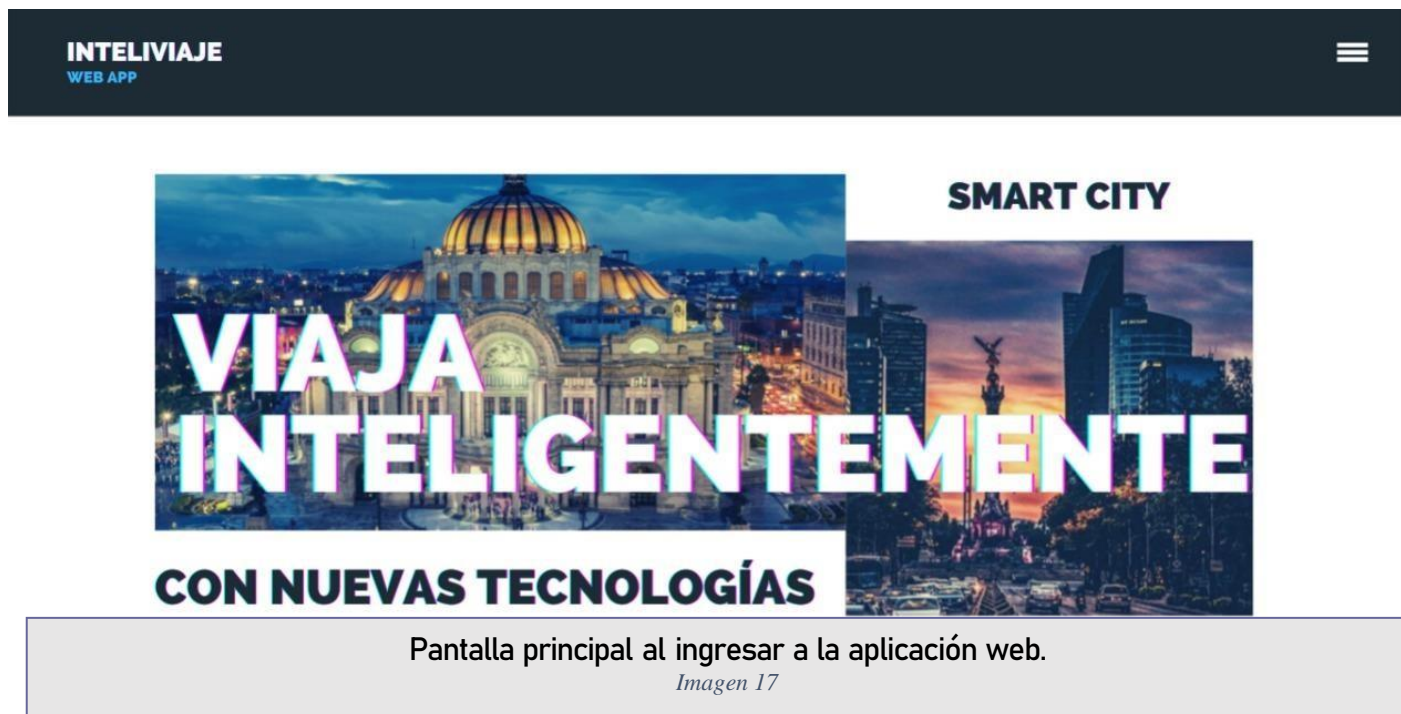 INTELIVIAJE
WEB APP
SMART CITY
VIAJA
INTELIGENTEMENTE
CON NUEVAS TECNOLOGÍAS
Pantalla principal al ingresar a la aplicación web.
Imagen 17